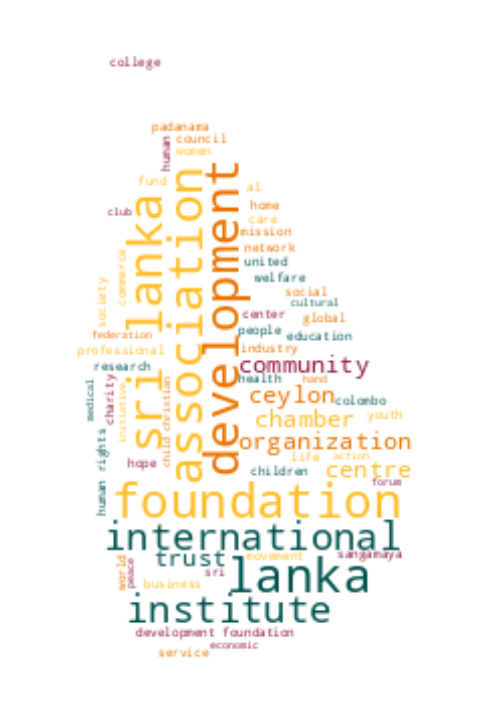 college
padanama
human
council
women
fund
al
sri lanka
association
development
club
home
care
mission
network
united
welfare
commerce
society
social
cultural
center
global
people
education
federation
professional
industry
research
community
health
hand
medical
charity
initiative
child
christian
ceylon
colombo
chamber
youth
organization
human rights
hope
life
action
children
centre
forum
foundation
international
trust
movement
sangamaya
world
peace
sri
lanka
business
institute
development foundation
economic
service